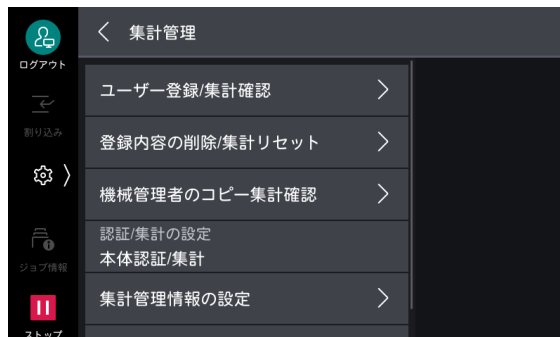 集計管理
ログアウト
ユーザー登録/集計確認
割り込み
登録内容の削除/集計リセット
機械管理者のコピー集計確認
認証/集計の設定
本体認証/集計
ジョブ情報
集計管理情報の設定
ストップ